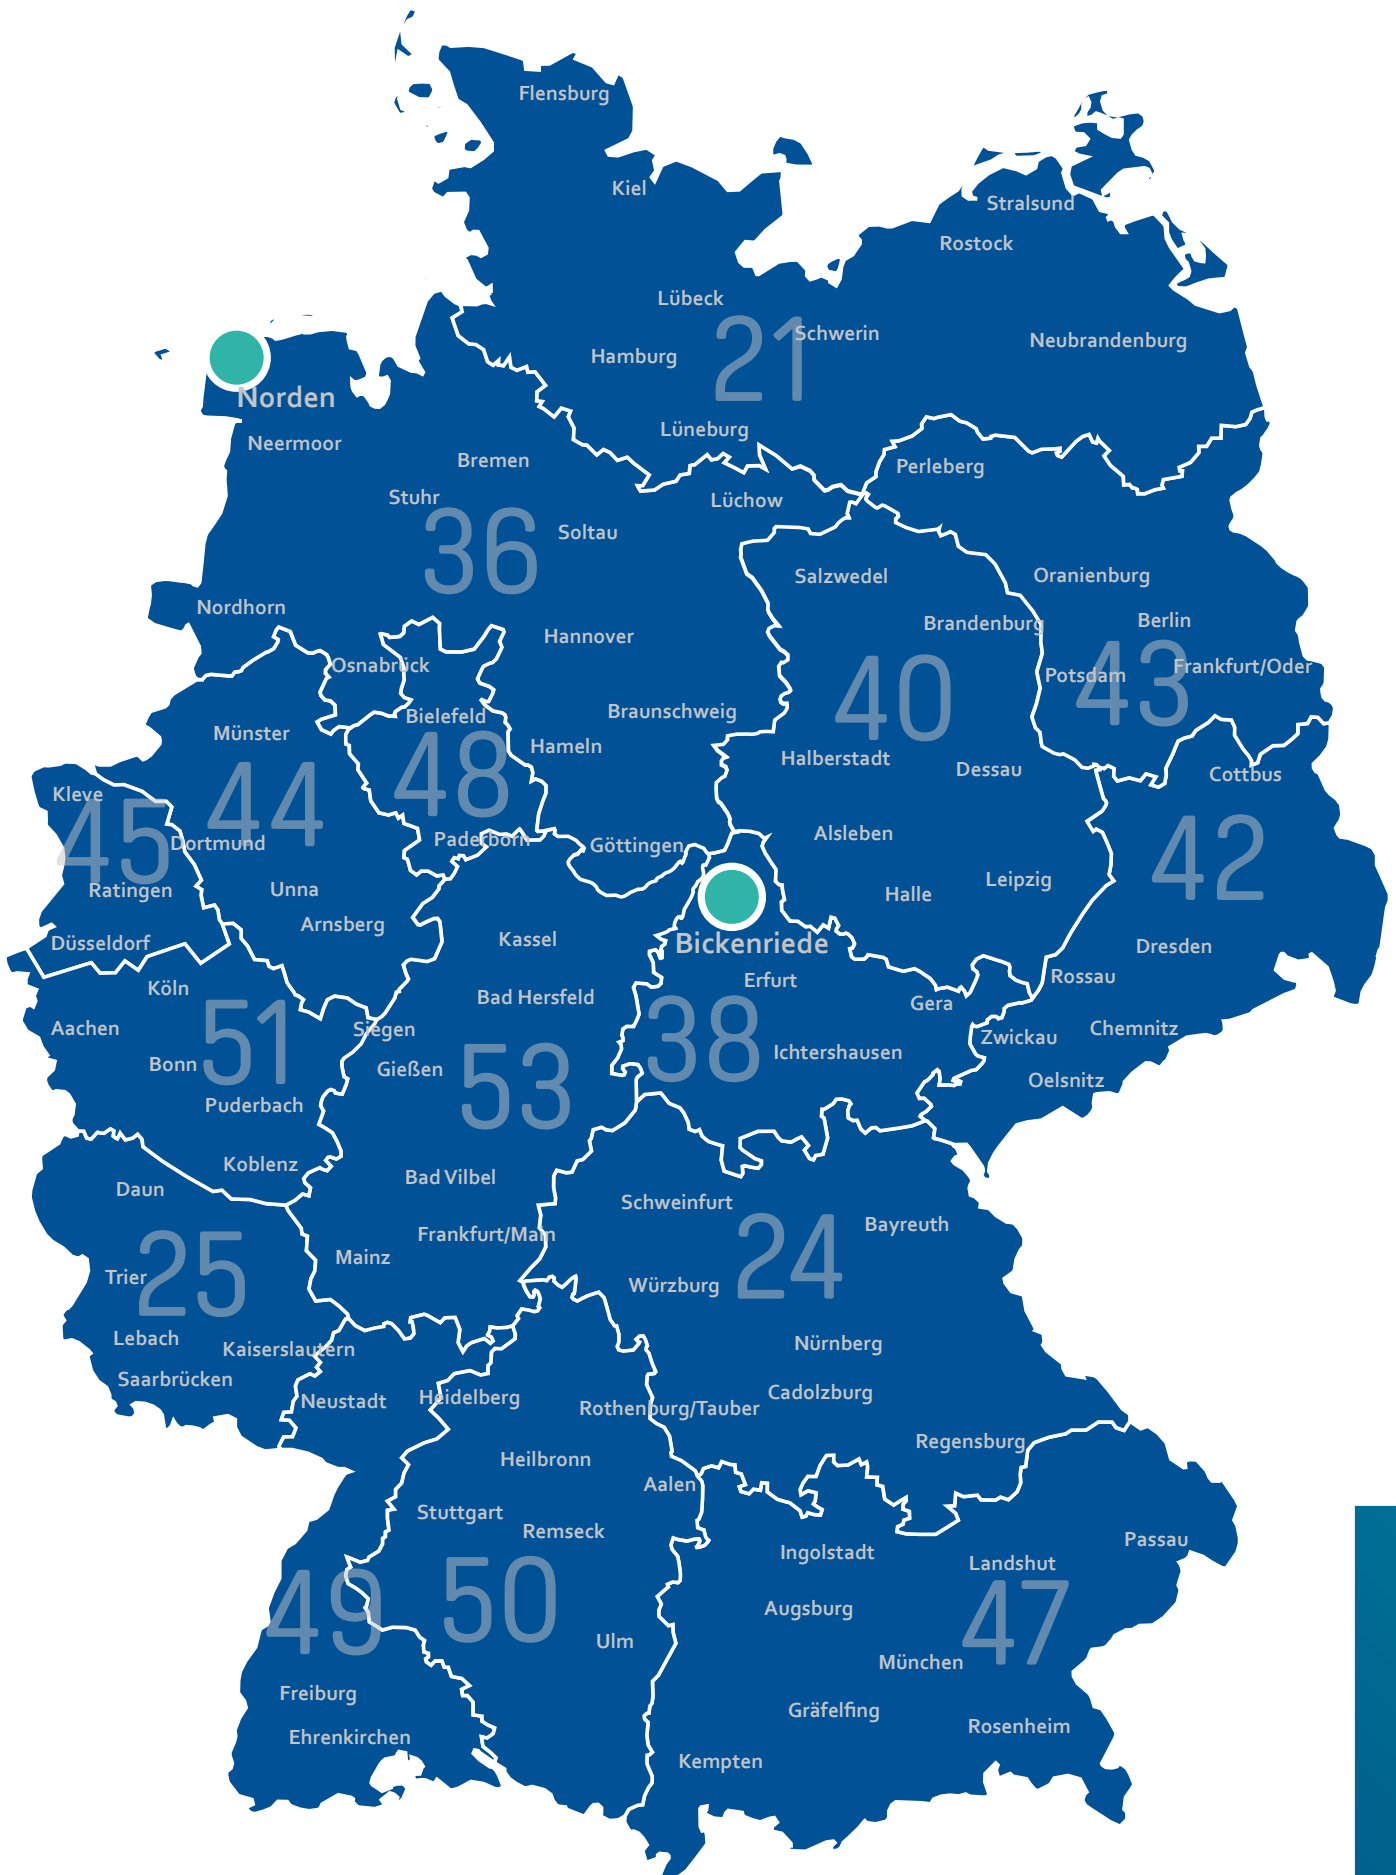 Flensburg
Kiel
Stralsund
Rostock
Lübeck
Schwerin
21
Neubrandenburg
Hamburg
Norden
Lüneburg
Neermoor
Bremen
Perleberg
Stuhr
Lüchow
Soltau
36
Salzwedel
Oranienburg
Nordhorn
Brandenburg
Berlin
Hannover
Osnabrück
Potsdam
43
Frankfurt/Oder
40
Braunschweig
Bielefeld
Münster
Hameln
Halberstadt
Dessau
Cottbus
48
Kleve
44
45
Alsleben
Dortmund
Paderborn
Göttingen
42
Ratingen
Unna
Leipzig
Halle
Arnsberg
Düsseldorf
Kassel
Bickenriede
Dresden
Köln
Erfurt
Rossau
Bad Hersfeld
Gera
Aachen
51
Siegen
38
Zwickau
Chemnitz
Ichtershausen
Bonn
Gießen
53
Oelsnitz
Puderbach
Koblenz
Bad Vilbel
Daun
Schweinfurt
Bayreuth
Frankfurt/Main
24
Mainz
Trier
25
Würzburg
Lebach
Kaiserslautern
Nürnberg
Saarbrücken
Neustadt
Heidelberg
Cadolzburg
Rothenburg/Tauber
Regensburg
Heilbronn
Aalen
Stuttgart
Remseck
Passau
Ingolstadt
Landshut
49
50
Augsburg
47
Ulm
München
Freiburg
Gräfelfing
Ehrenkirchen
Rosenheim
Kempten